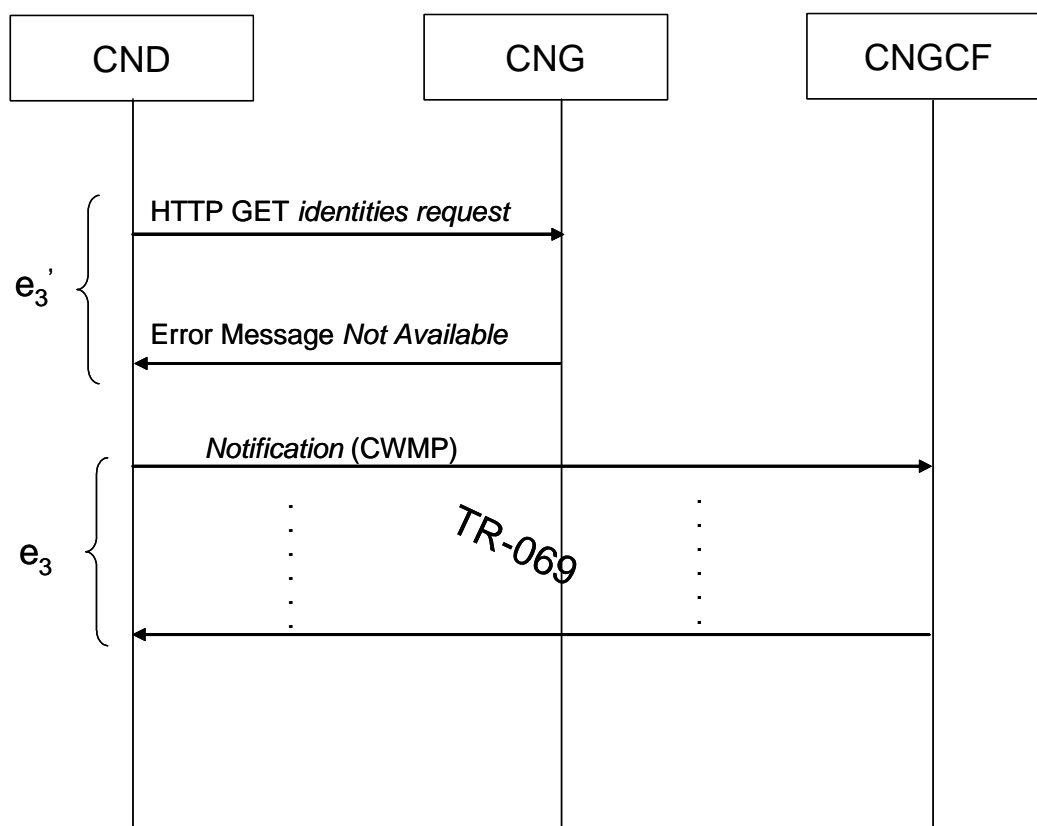 CND
CNG
CNGCF
HTTP GET identities request
e3'
Error Message Not Available
Notification (CWMP)
TR-069
e3